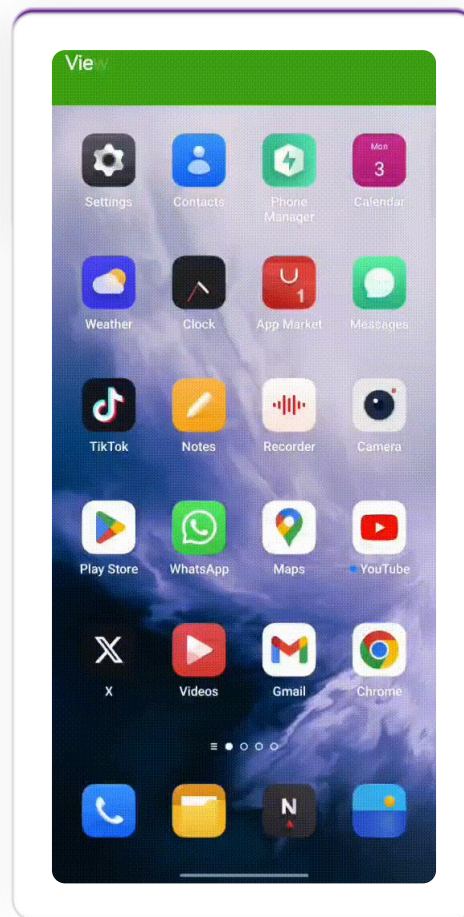 View
Mon
3
Settings Contacts Phone Manager Calendar
1
Weather Clock App Market Messages
TikTok Notes Recorder Camera
Play Store WhatsApp Maps YouTube
X Videos Gmail Chrome
N